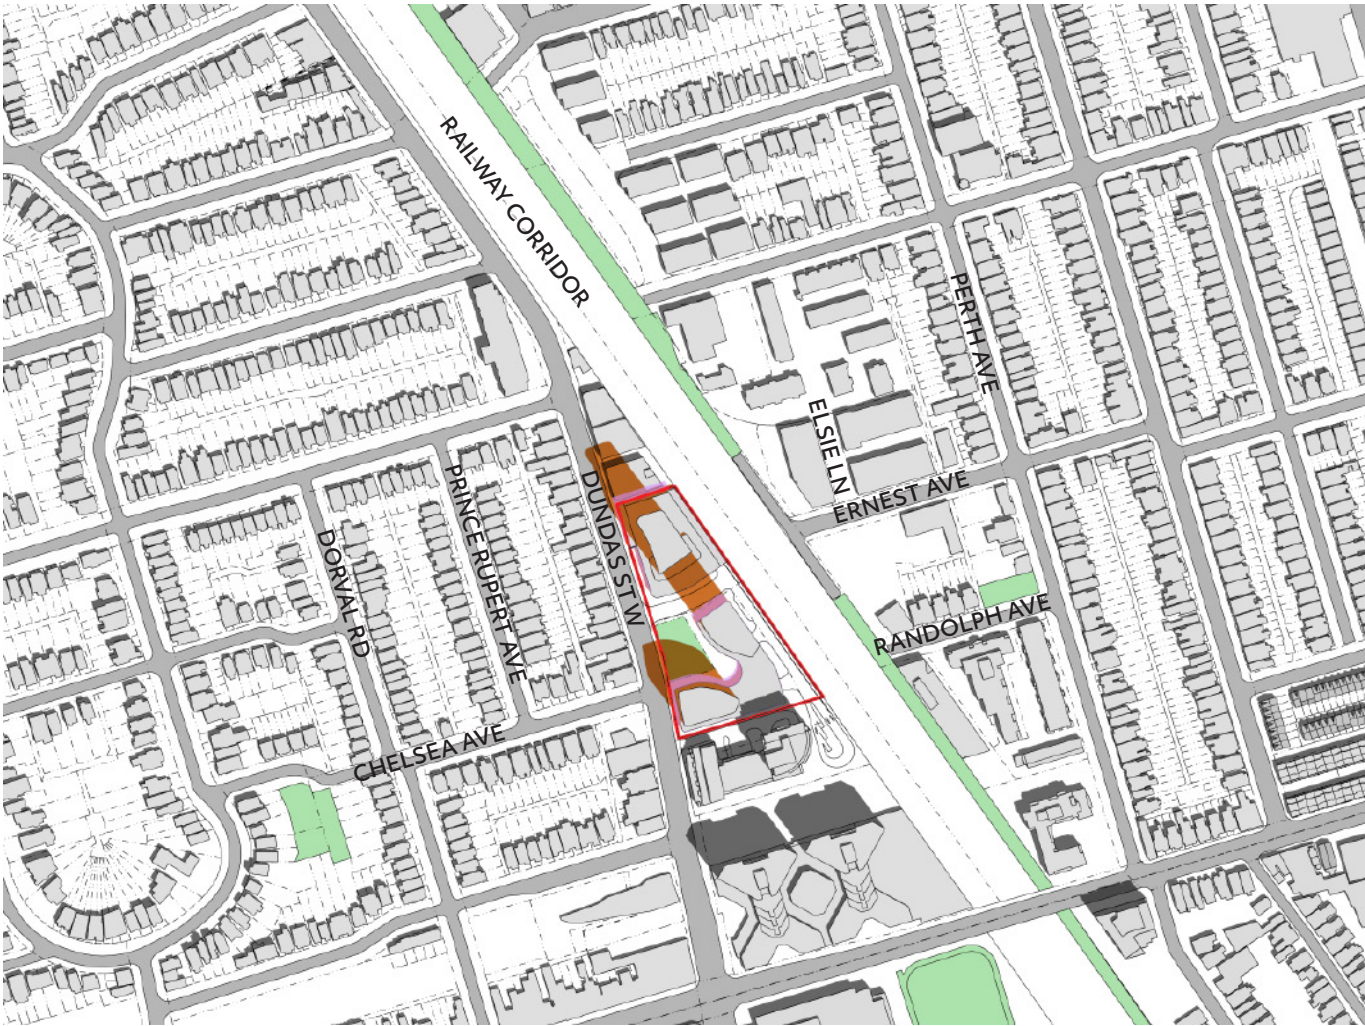 RAILWAY CORRIDOR
PERTH AVE
ELSIE LN
ERNEST AVE
PRINCE RUPERT AVE
DUNDAS ST W
DORVAL RD
RANDOLPH AVE
CHELSEA AVE